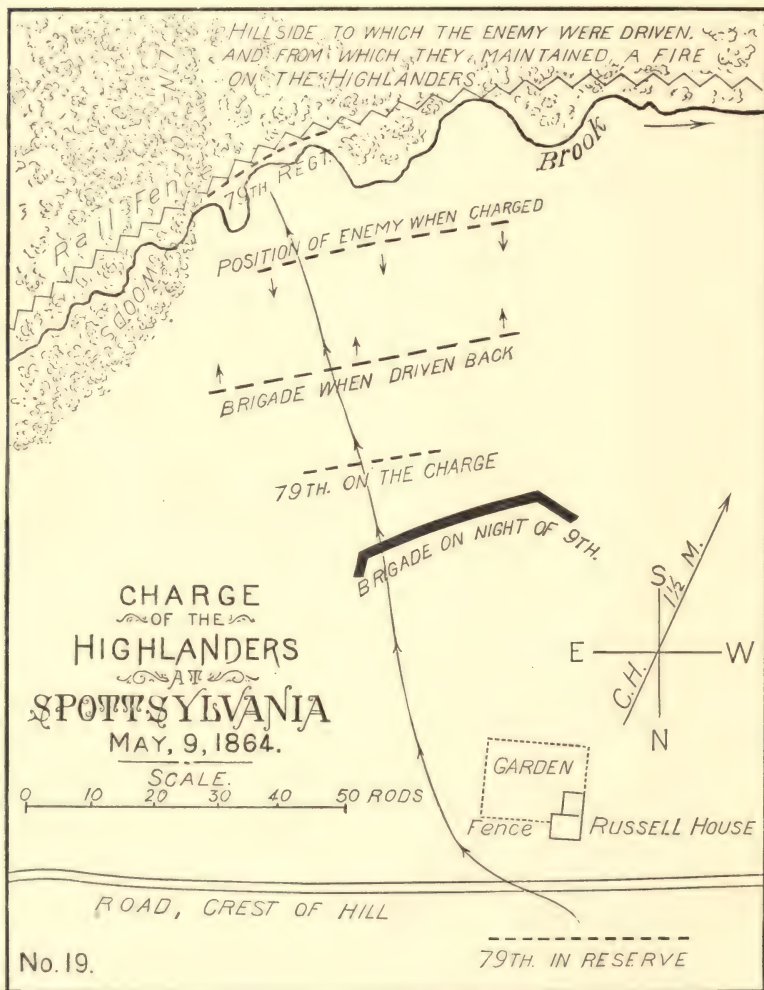 HILLSIDE TO WHICH THE ENEMY WERE DRIVEN.
AND FROM WHICH THEY MAINTAINED A FIRE
ON THE HIGHLANDERS
PINE
Rail Fen
79TH REGT.
Brook
WOODS
POSITION OF ENEMY WHEN CHARGED
BRIGADE WHEN DRIVEN BACK
79TH. ON THE CHARGE
BRIGADE ON NIGHT OF 9TH.
CHARGE
OF THE
HIGHLANDERS
AT
SPOTTSYLVANIA
MAY, 9, 1864.
SCALE.
0 10 20 30 40 50 RODS
S
E W
N
C.H. 1½ M.
GARDEN
Fence
RUSSELL HOUSE
ROAD, CREST OF HILL
79TH. IN RESERVE
No. 19.